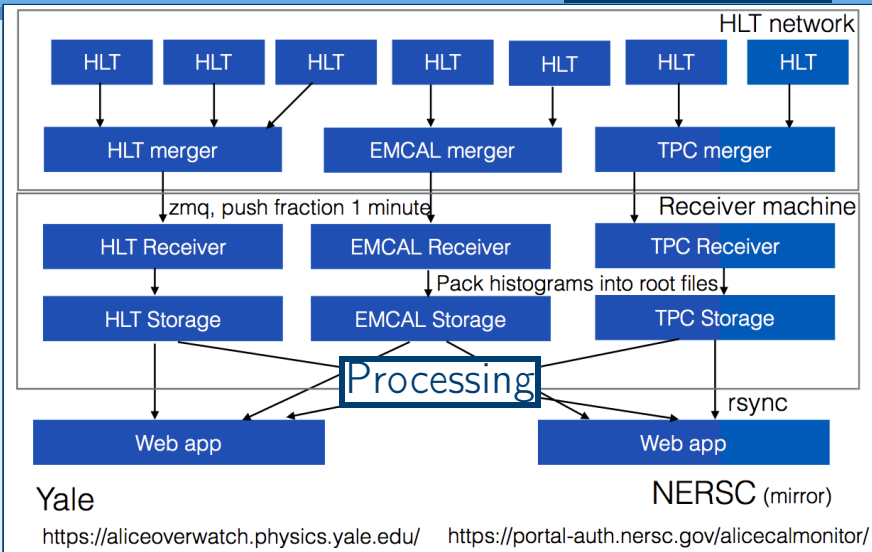 HLT network
HLT HLT HLT HLT HLT HLT HLT
HLT merger EMCAL merger TPC merger
zmq, push fraction 1 minute Receiver machine
HLT Receiver EMCAL Receiver TPC Receiver
Pack histograms into root files
HLT Storage EMCAL Storage TPC Storage
Processing
rsync
Web app Web app
Yale NERSC (mirror)
https://aliceoverwatch.physics.yale.edu/ https://portal-auth.nersc.gov/alicecalmonitor/